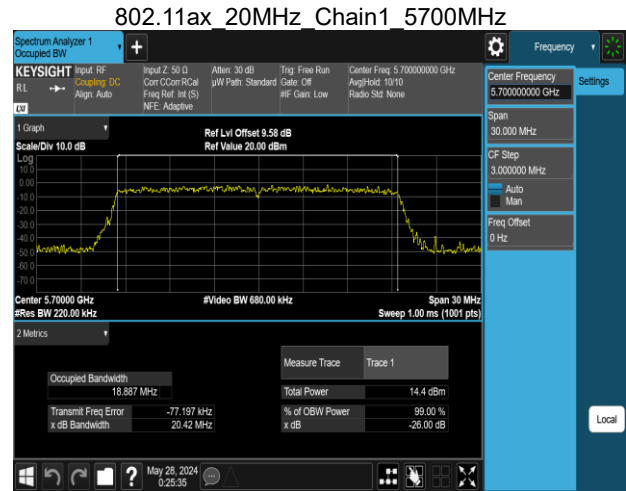 802.11ax_20MHz_Chain1_5700MHz
Spectrum Analyzer 1
Occupied BW
Frequency
KEYSIGHT
RL
LXI
Input: RF
Coupling: DC
Align: Auto
Input Z: 50 Ω
Corr CCorr RCal
Freq Ref: Int (S)
NFE: Adaptive
Atten: 30 dB
µW Path: Standard
Trig: Free Run
Gate: Off
#IF Gain: Low
Center Freq: 5.700000000 GHz
Avg|Hold: 10/10
Radio Std: None
Center Frequency
5.700000000 GHz
Settings
Span
30.000 MHz
CF Step
3.000000 MHz
Auto
Man
Freq Offset
0 Hz
1 Graph
Scale/Div 10.0 dB
Ref Lvl Offset 9.58 dB
Ref Value 20.00 dBm
Log
10.0
0.00
-10.0
-20.0
-30.0
-40.0
-50.0
-60.0
-70.0
Center 5.70000 GHz
#Res BW 220.00 kHz
#Video BW 680.00 kHz
Span 30 MHz
Sweep 1.00 ms (1001 pts)
2 Metrics
Measure Trace Trace 1
Occupied Bandwidth
18.887 MHz
Total Power 14.4 dBm
Transmit Freq Error -77.197 kHz
% of OBW Power 99.00 %
x dB Bandwidth 20.42 MHz
x dB -26.00 dB
Local
?
May 28, 2024
0:25:35